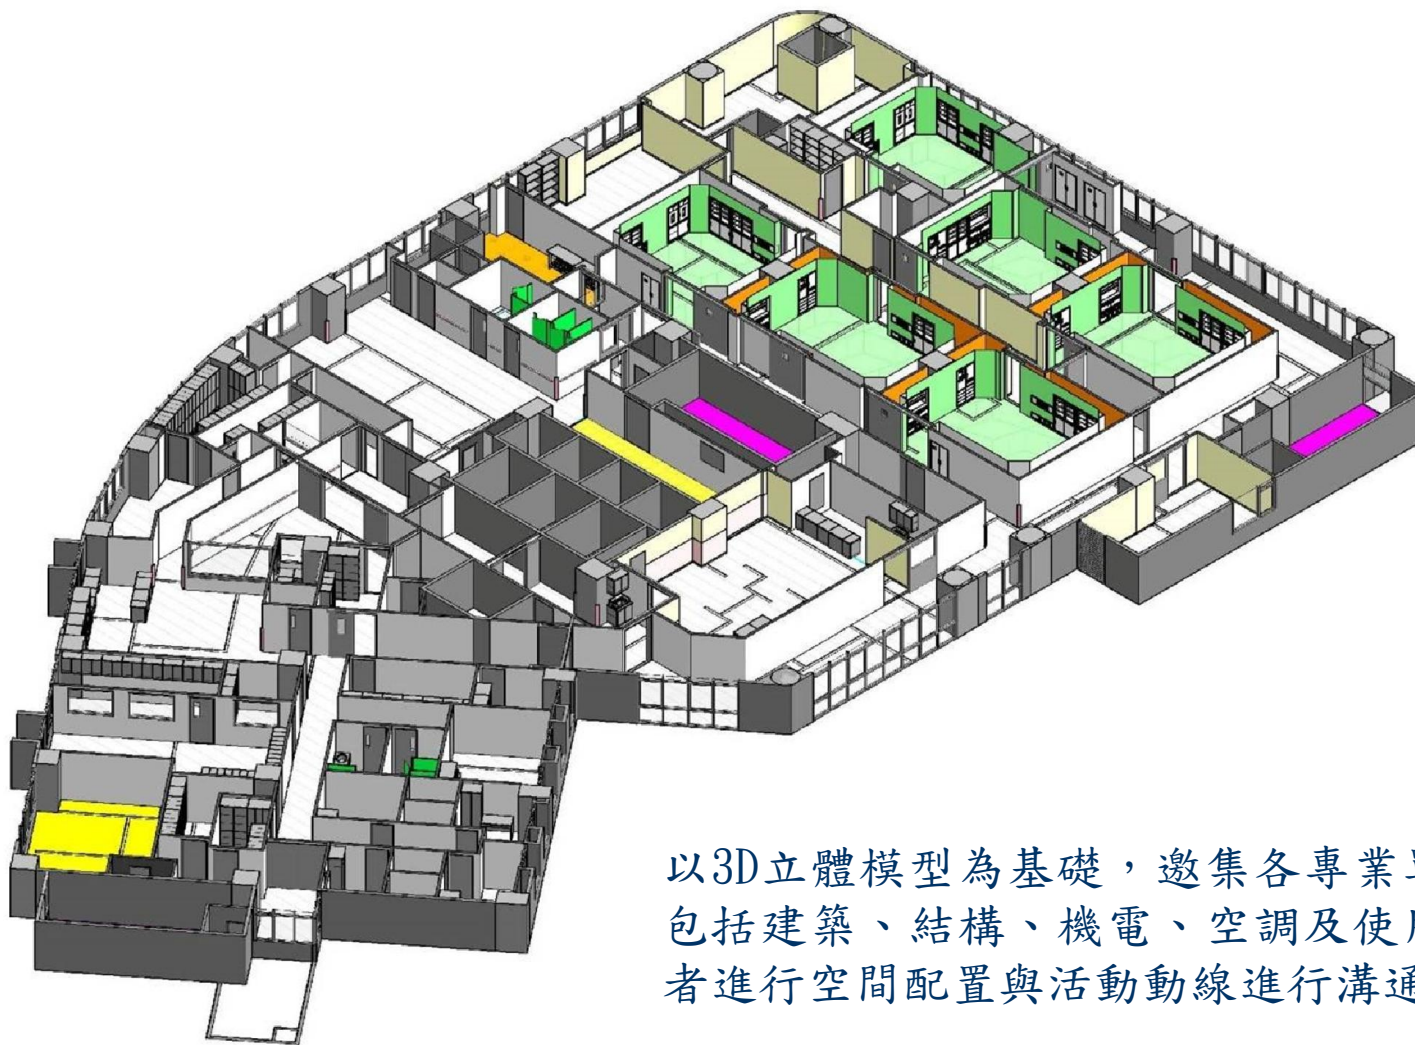 以3D立體模型為基礎，邀集各專業
包括建築、結構、機電、空調及使
者進行空間配置與活動動線進行溝通